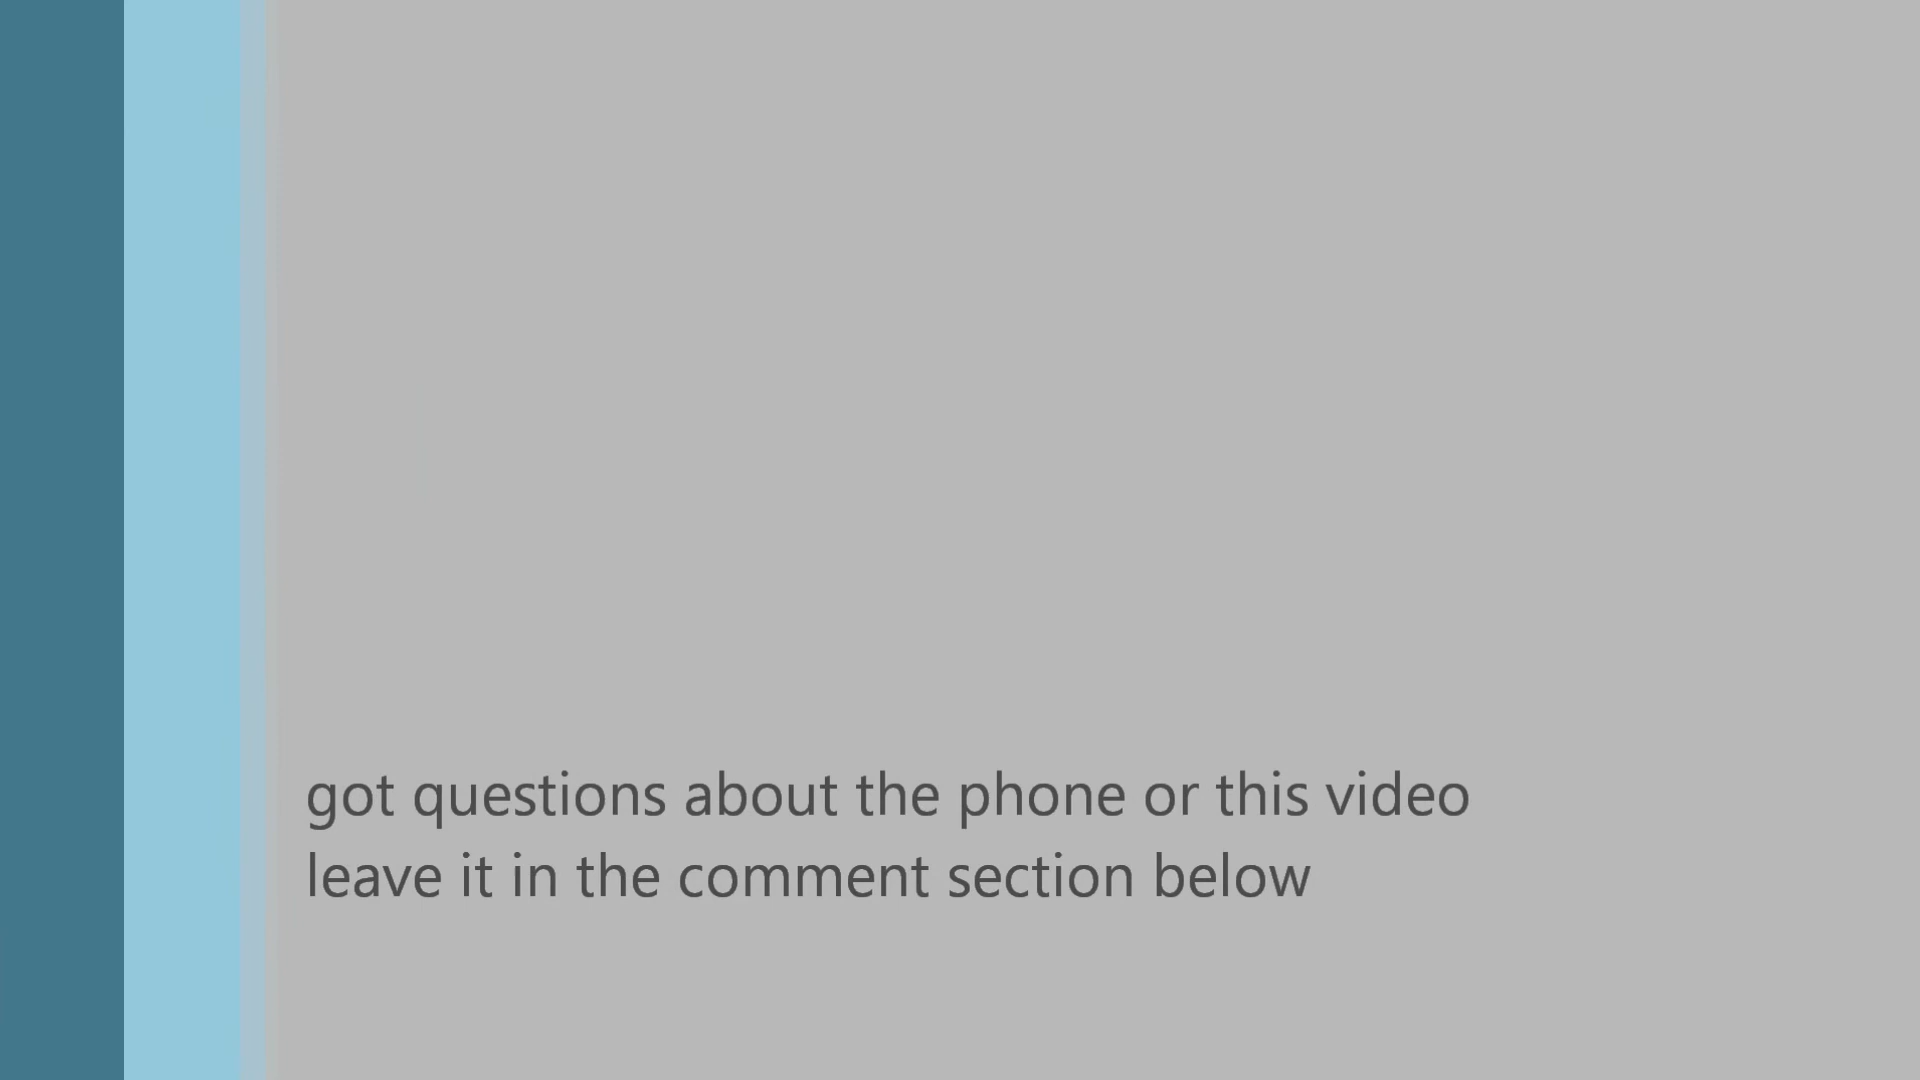 got questions about the phone or this video
leave it in the comment section below